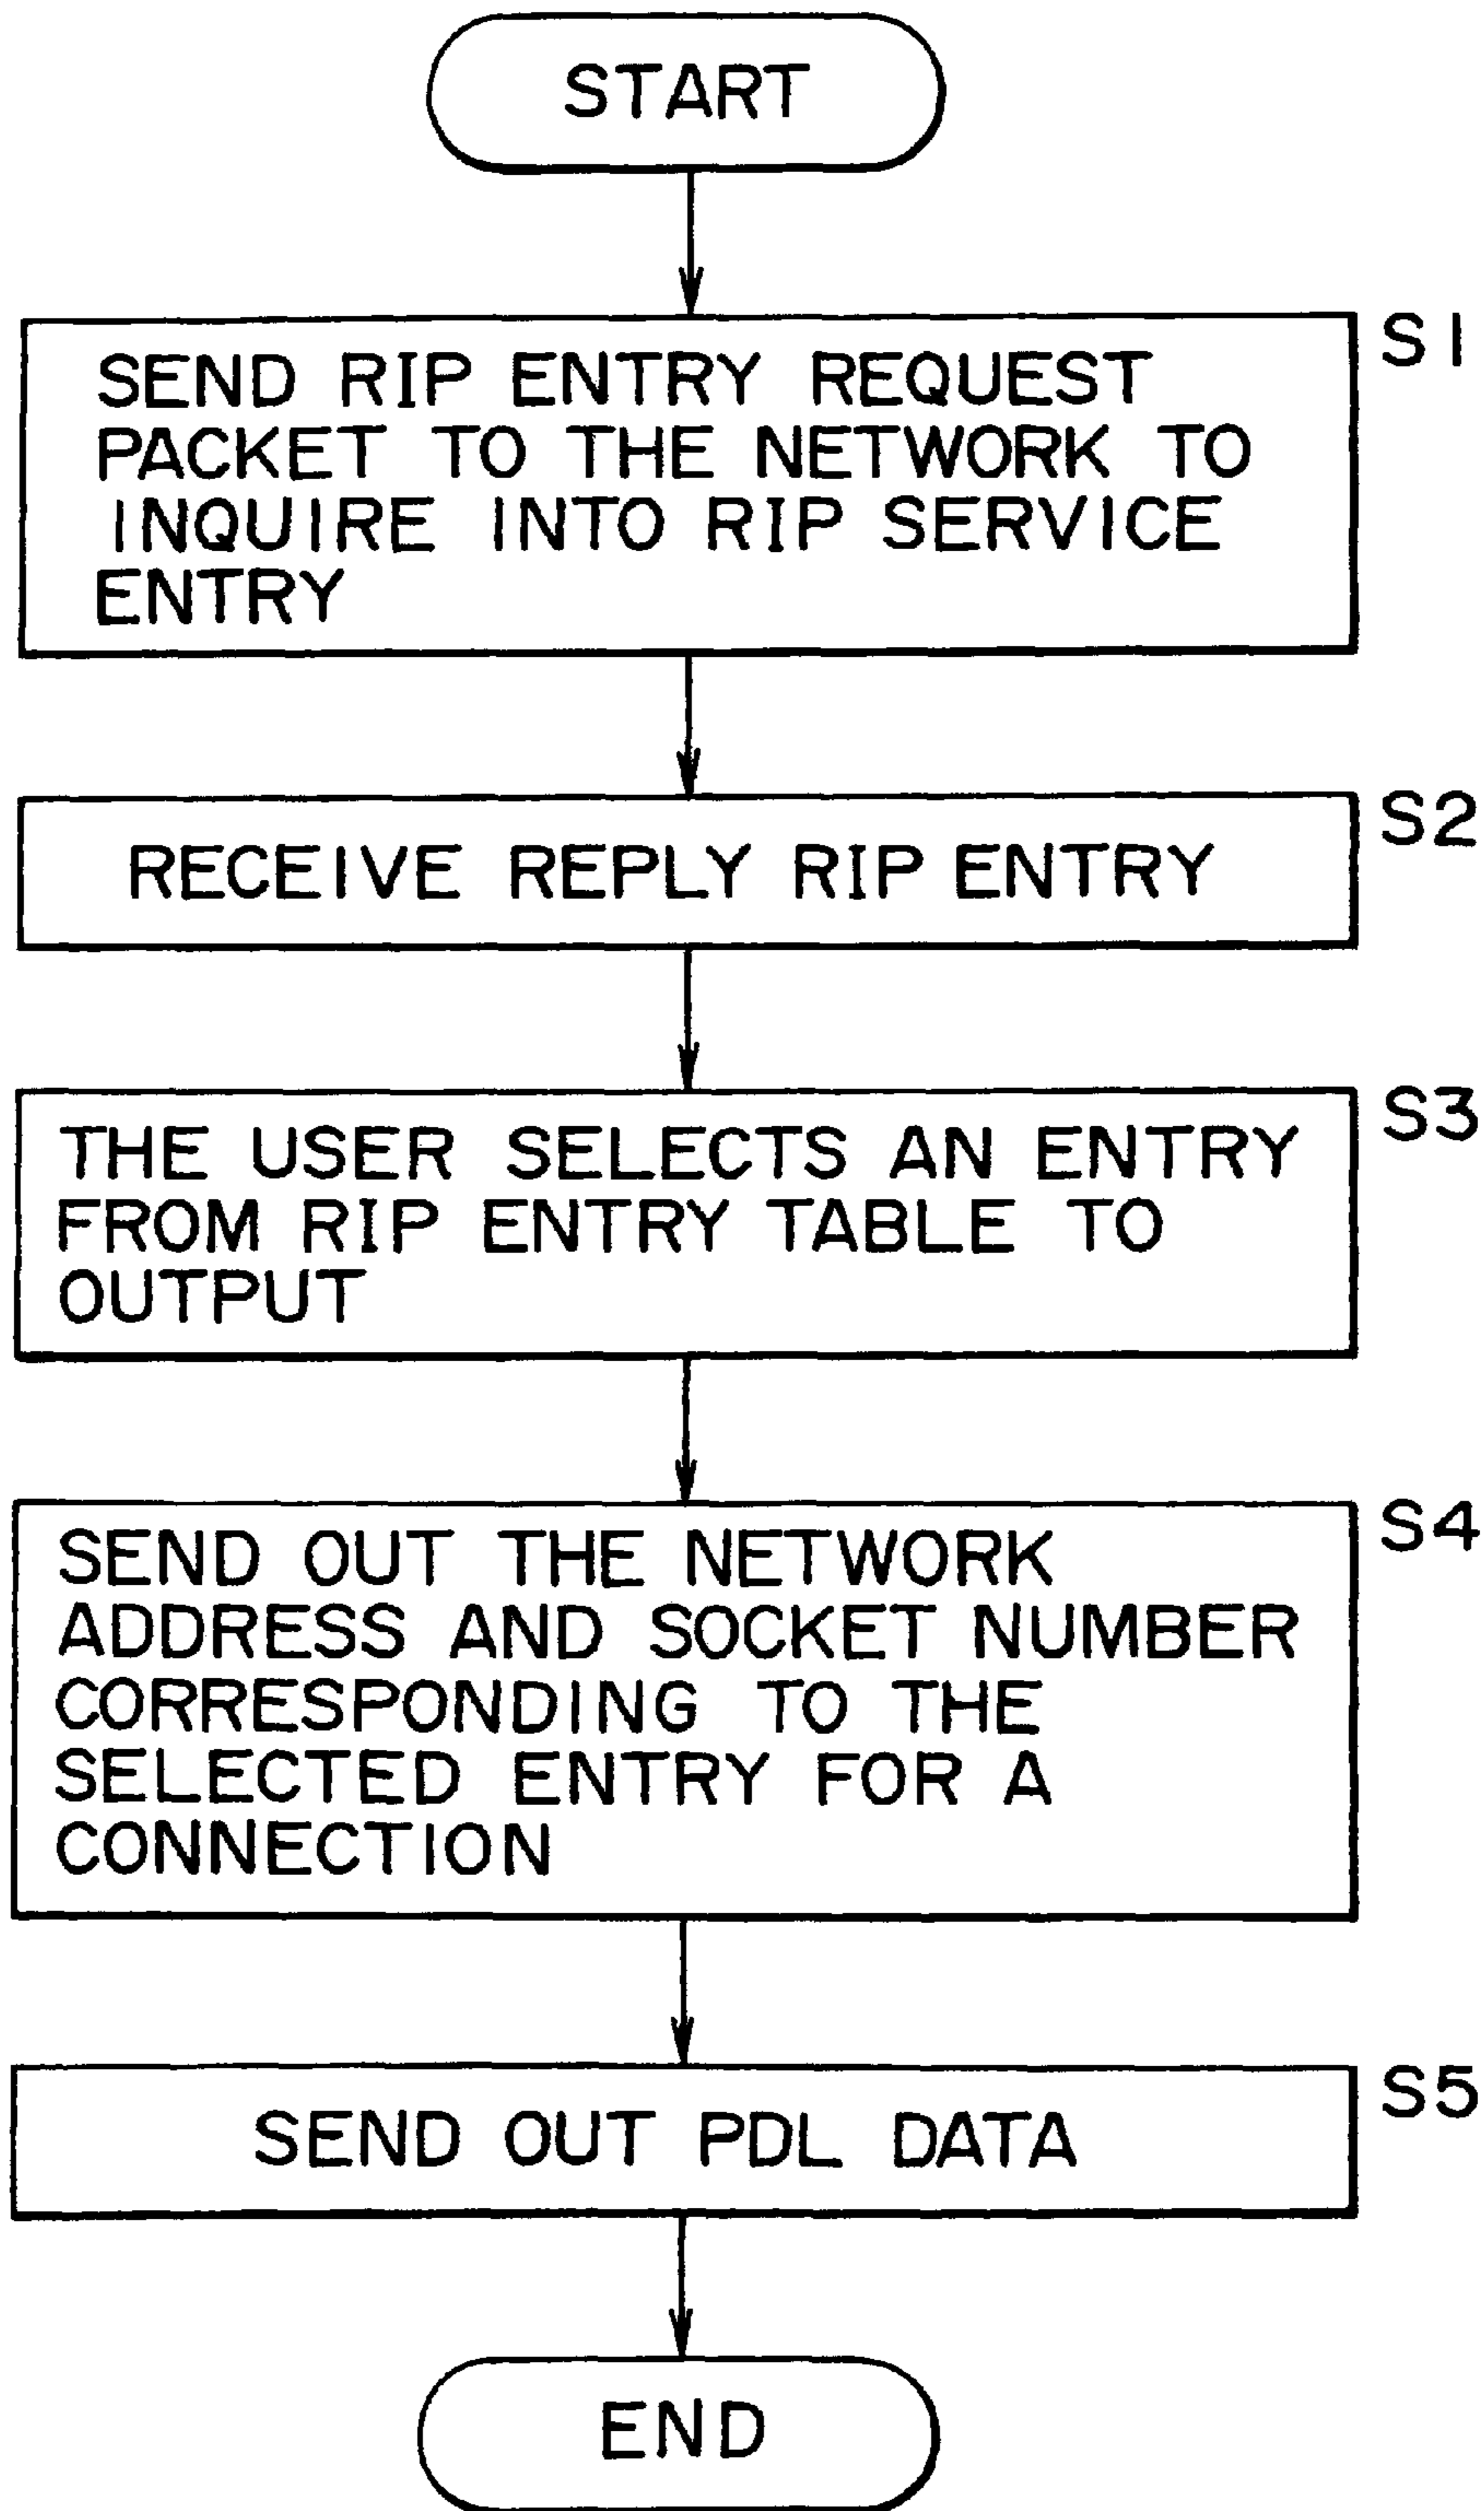 START
S1
SEND RIP ENTRY REQUEST
PACKET TO THE NETWORK TO
INQUIRE INTO RIP SERVICE
ENTRY
S2
RECEIVE REPLY RIP ENTRY
S3
THE USER SELECTS AN ENTRY
FROM RIP ENTRY TABLE TO
OUTPUT
S4
SEND OUT THE NETWORK
ADDRESS AND SOCKET NUMBER
CORRESPONDING TO THE
SELECTED ENTRY FOR A
CONNECTION
S5
SEND OUT PDL DATA
END